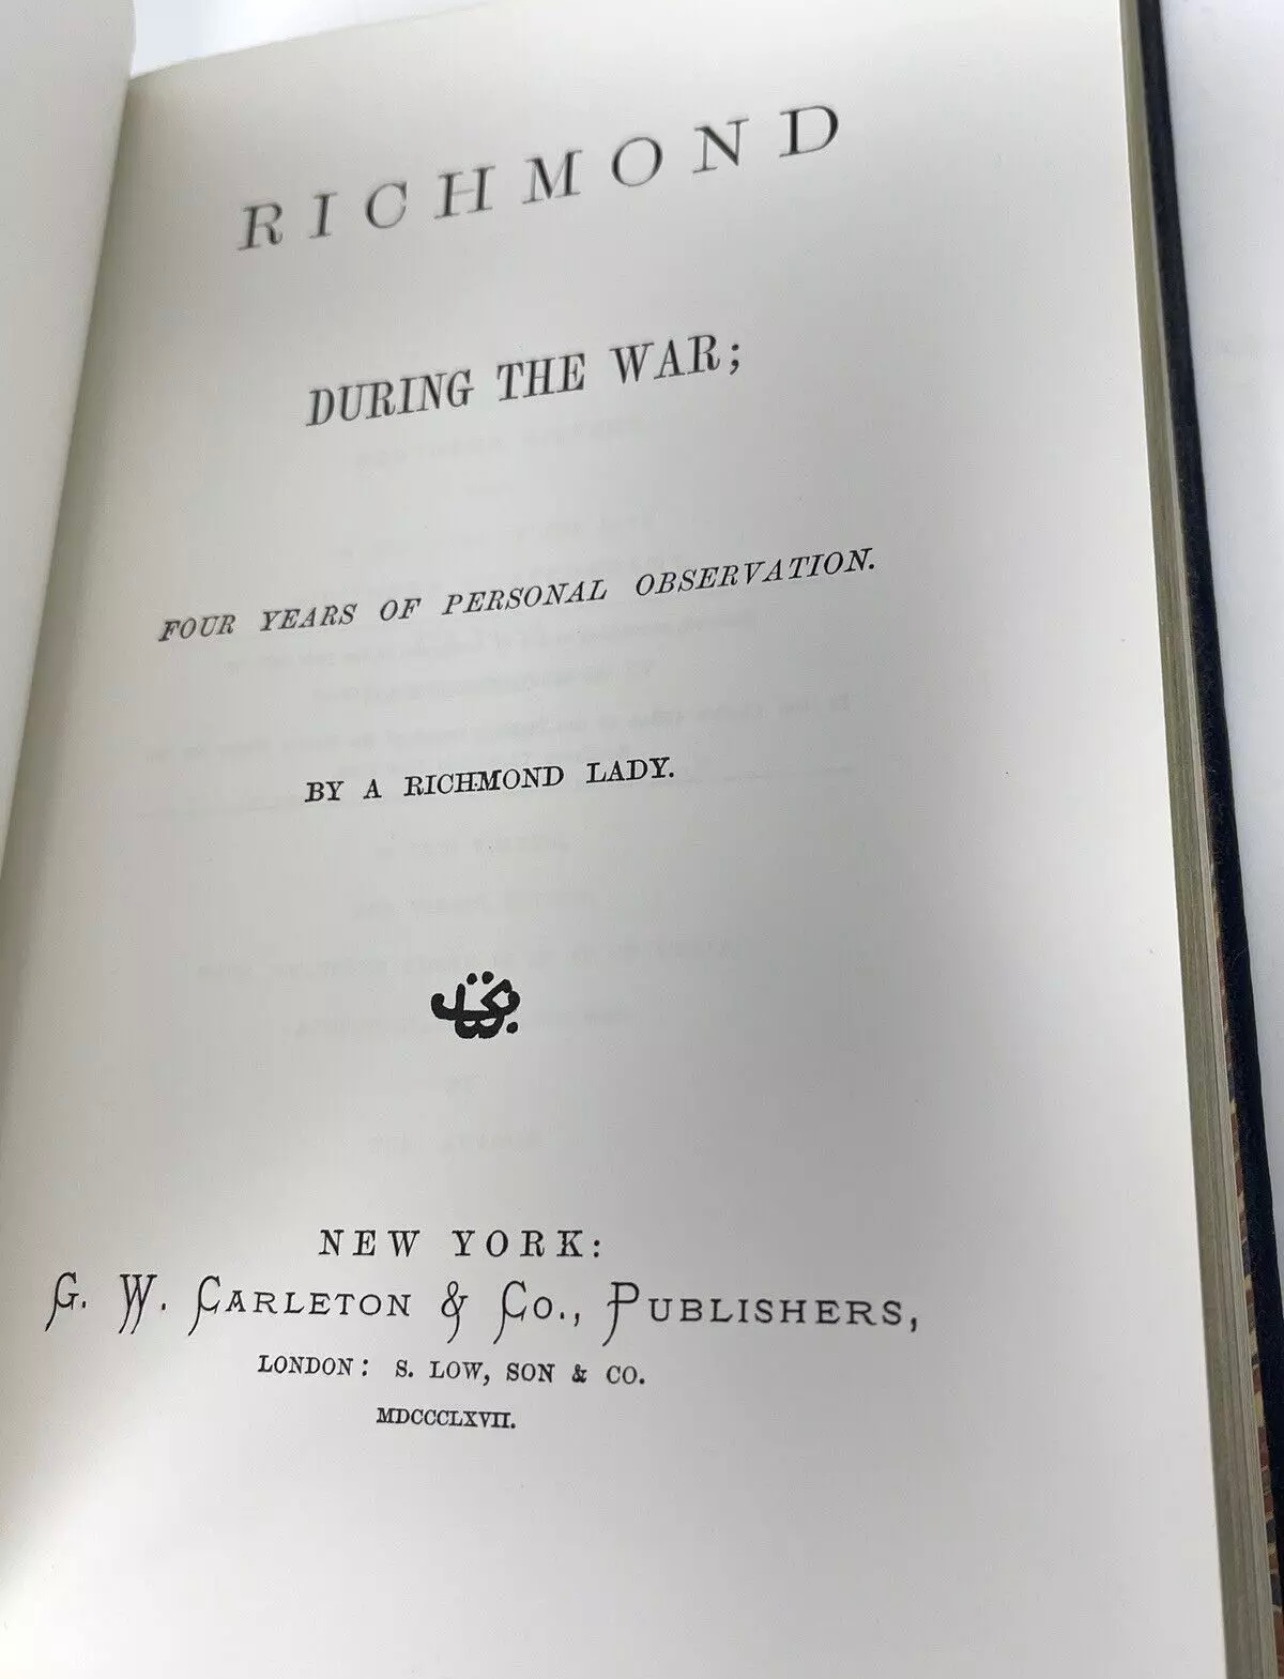 RICHMOND
DURING THE WAR;
FOUR YEARS OF PERSONAL OBSERVATION.
BY A RICHMOND LADY.
NEW YORK:
G. W. CARLETON & CO., PUBLISHERS,
LONDON: S. LOW, SON & CO.
MDCCCLXVII.